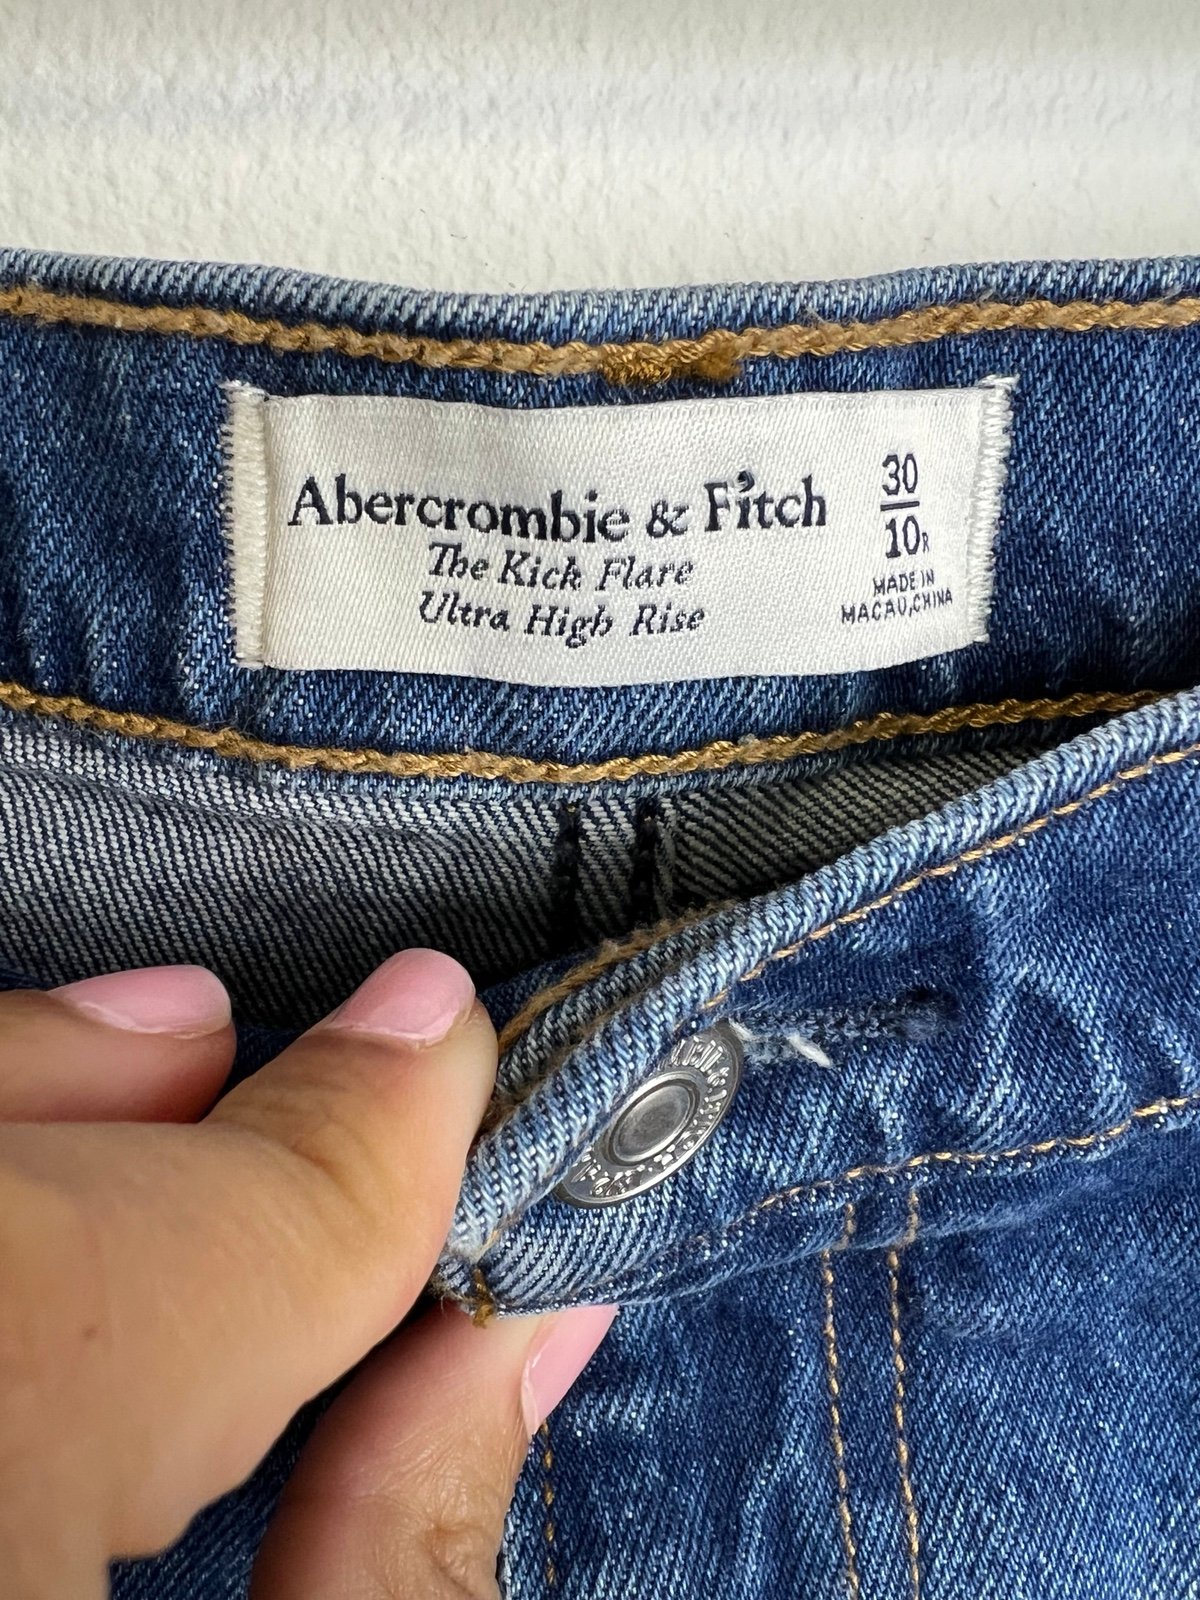 Abercrombie & Fitch
The Kick Flare
Ultra High Rise
30
10R
MADE IN
MACAU,CHINA